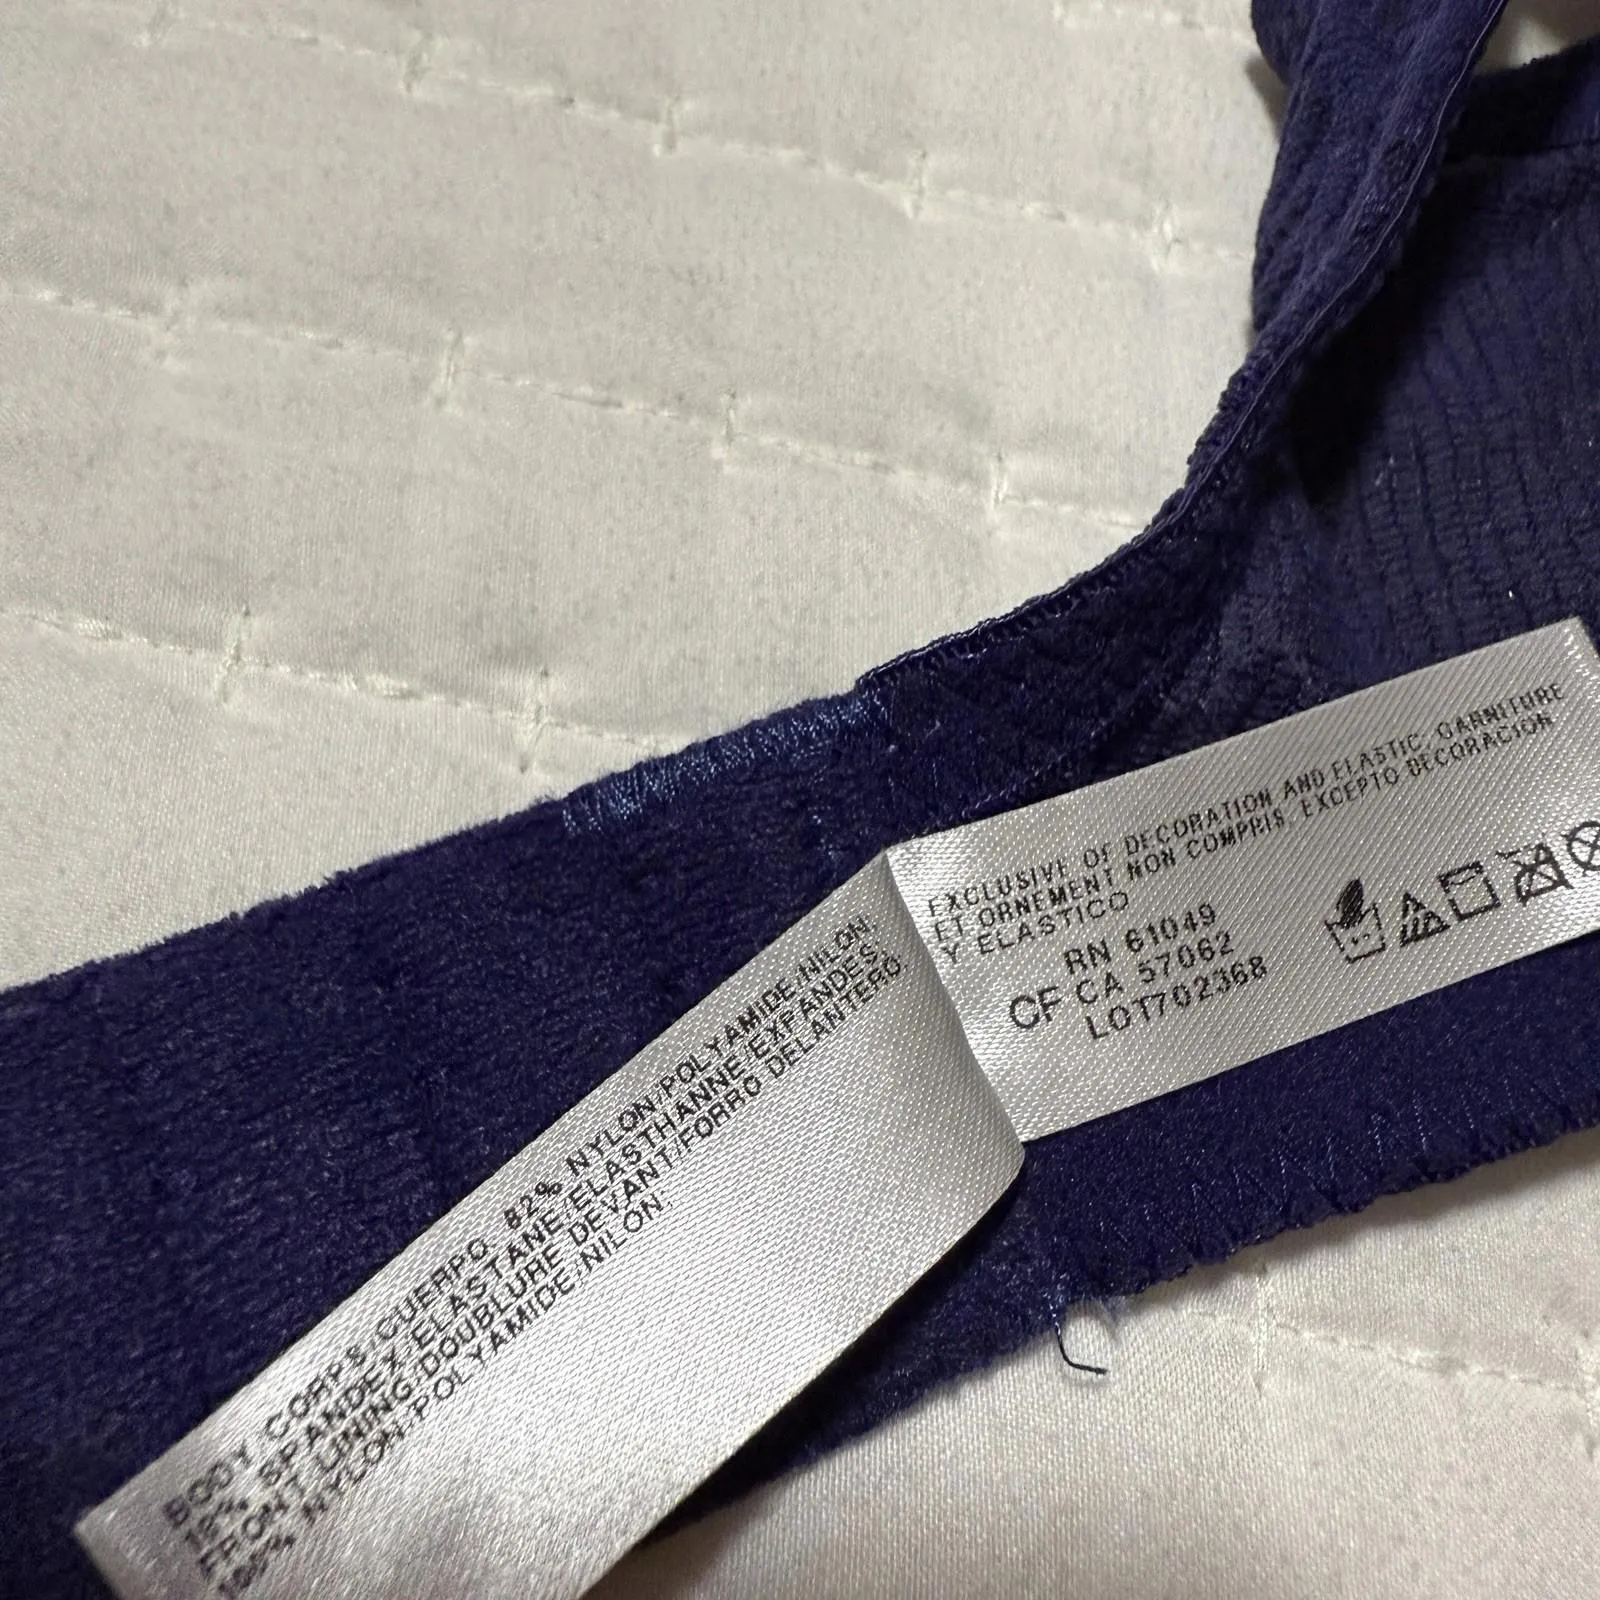 BODY/CORPS/CUERPO: 82% NYLON/POLYAMIDE/NILON,
18% SPANDEX/ELASTANE/ELASTHANNE/EXPANDES.
FRONT LINING/DOUBLURE DEVANT/FORRO DELANTERO
100% NYLON/POLYAMIDE/NILON.
EXCLUSIVE OF DECORATION AND ELASTIC. GARNITURE
ET ORNEMENT NON COMPRIS. EXCEPTO DECORACION
Y ELASTICO
RN 61049
CF CA 57062
LOT702368